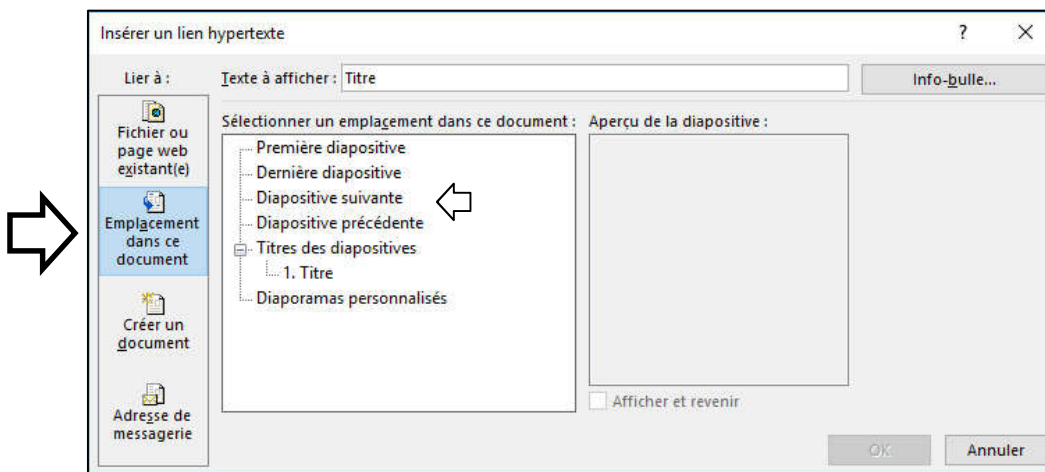 Insérer un lien hypertexte
?
Lier à :
Texte à afficher : Titre
Info-bulle...
Fichier ou
page web
existant(e)
Emplacement
dans ce
document
Créer un
document
Adresse de
messagerie
Sélectionner un emplacement dans ce document :
Première diapositive
Dernière diapositive
Diapositive suivante
Diapositive précédente
Titres des diapositives
1. Titre
Diaporamas personnalisés
Aperçu de la diapositive :
Afficher et revenir
OK
Annuler